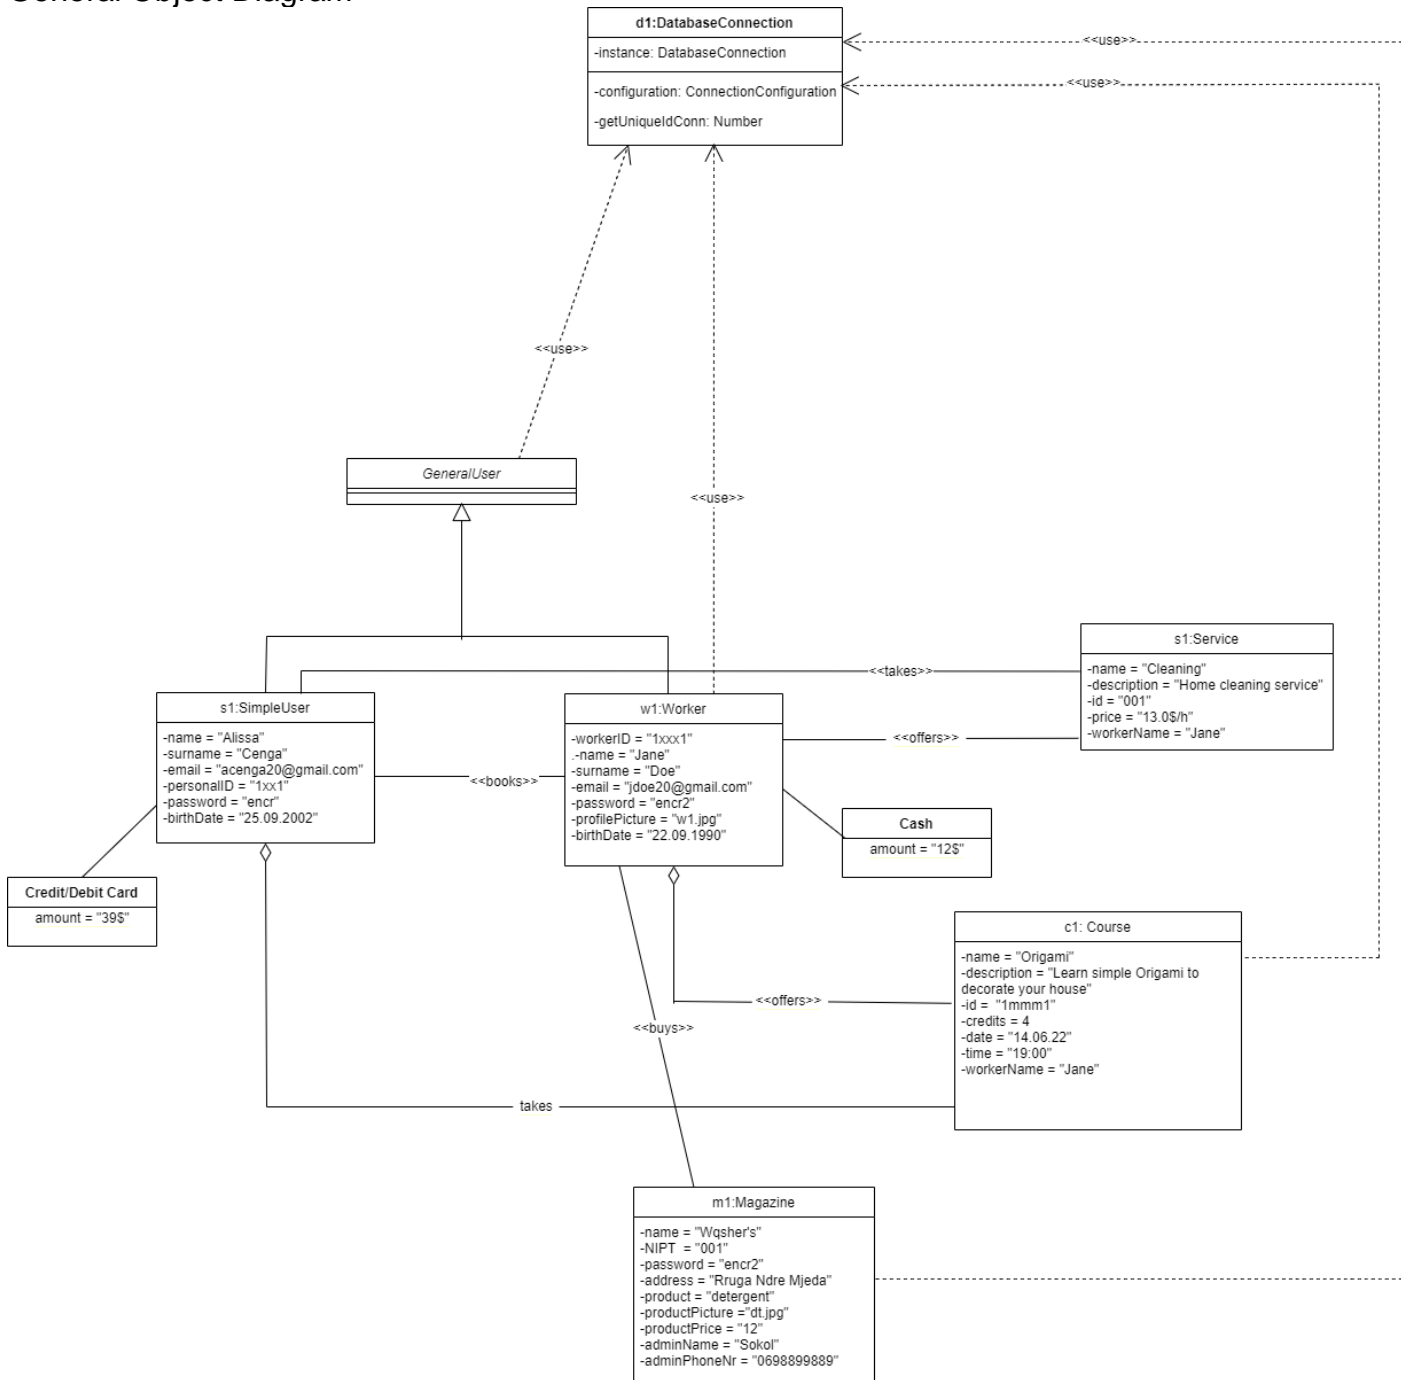 General Object Diagram
d1:DatabaseConnection
-instance: DatabaseConnection
-configuration: ConnectionConfiguration
-getUniqueIdConn: Number
<<use>>
<<use>>
<<use>>
GeneralUser
<<use>>
s1:Service
-name = "Cleaning"
-description = "Home cleaning service"
-id = "001"
-price = "13.0$/h"
-workerName = "Jane"
<<takes>>
s1:SimpleUser
-name = "Alissa"
-surname = "Cenga"
-email = "acenga20@gmail.com"
-personalID = "1xx1"
-password = "encr"
-birthDate = "25.09.2002"
<<books>>
w1:Worker
-workerID = "1xxx1"
.-name = "Jane"
-surname = "Doe"
-email = "jdoe20@gmail.com"
-password = "encr2"
-profilePicture = "w1.jpg"
-birthDate = "22.09.1990"
<<offers>>
Cash
amount = "12$"
Credit/Debit Card
amount = "39$"
c1: Course
-name = "Origami"
-description = "Learn simple Origami to
decorate your house"
-id =  "1mmm1"
-credits = 4
-date = "14.06.22"
-time = "19:00"
-workerName = "Jane"
<<offers>>
<<buys>>
takes
m1:Magazine
-name = "Wqsher's"
-NIPT  = "001"
-password = "encr2"
-address = "Rruga Ndre Mjeda"
-product = "detergent"
-productPicture ="dt.jpg"
-productPrice = "12"
-adminName = "Sokol"
-adminPhoneNr = "0698899889"